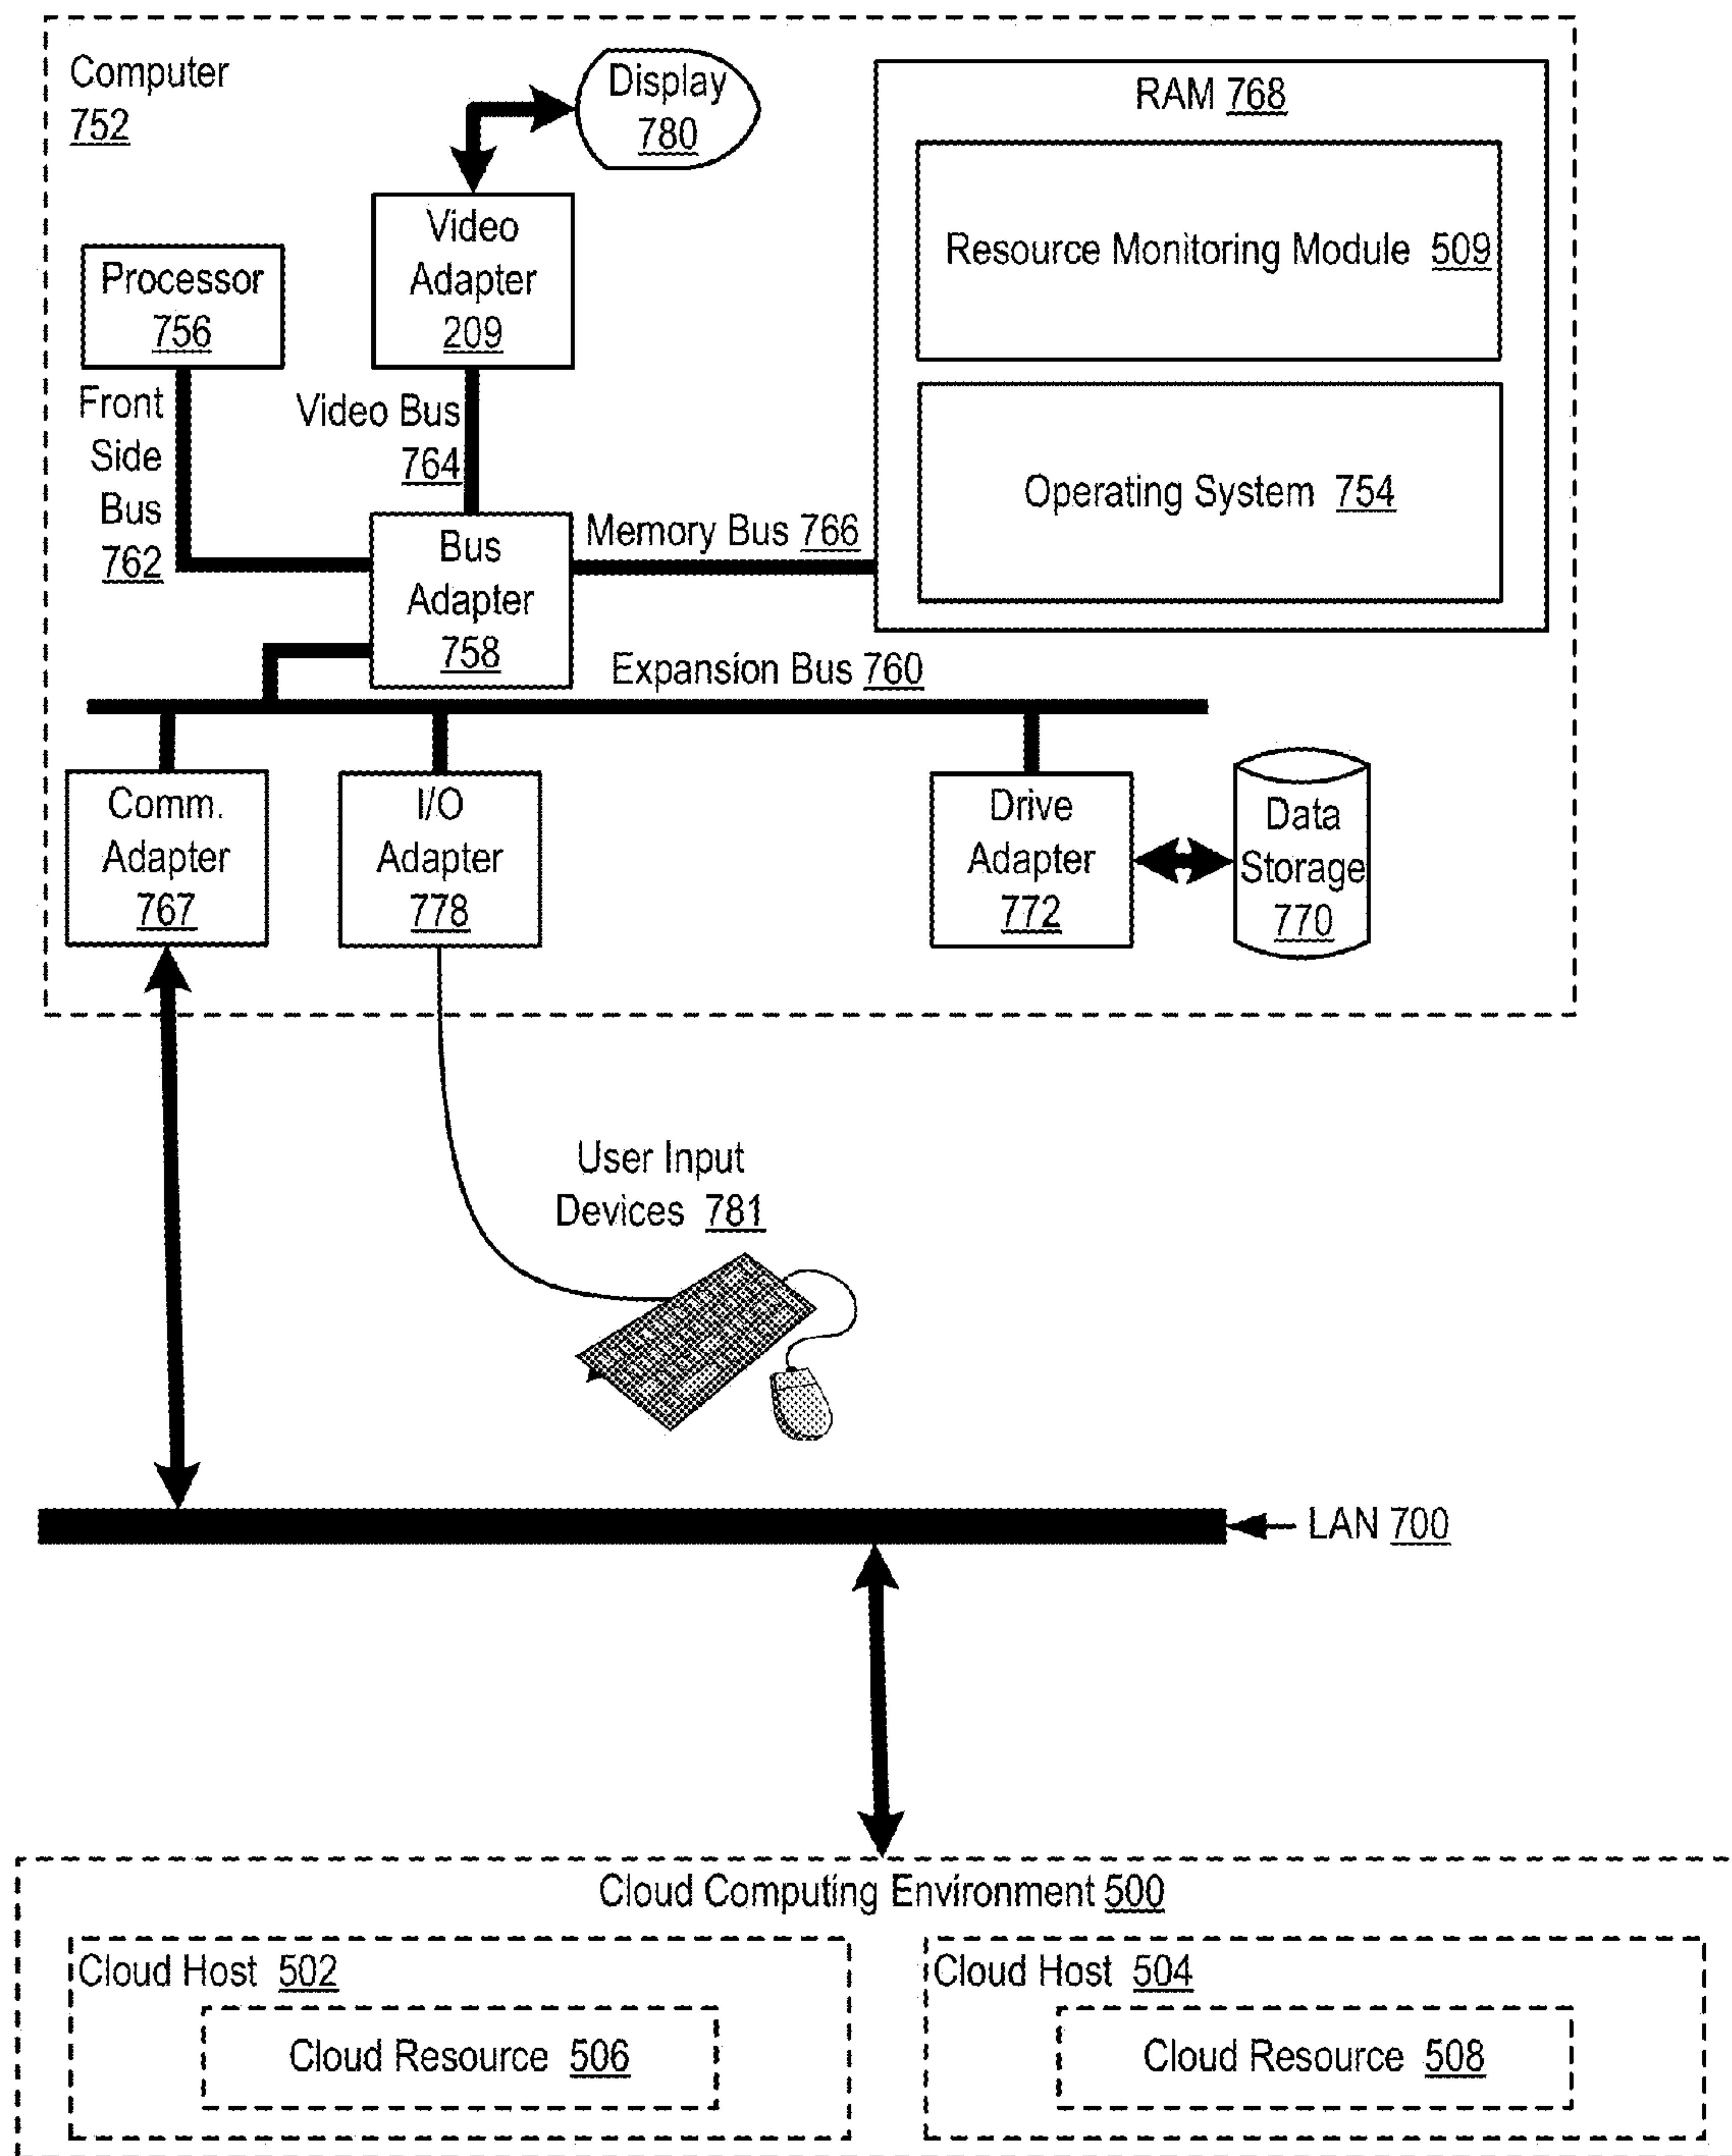 Computer
752
Display
780
RAM 768
Resource Monitoring Module 509
Operating System 754
Video
Adapter
209
Processor
756
Front
Side
Bus
762
Video Bus
764
Bus
Adapter
758
Memory Bus 766
Expansion Bus 760
Comm.
Adapter
767
I/O
Adapter
778
Drive
Adapter
772
Data
Storage
770
User Input
Devices 781
LAN 700
Cloud Computing Environment 500
Cloud Host 502
Cloud Resource 506
Cloud Host 504
Cloud Resource 508